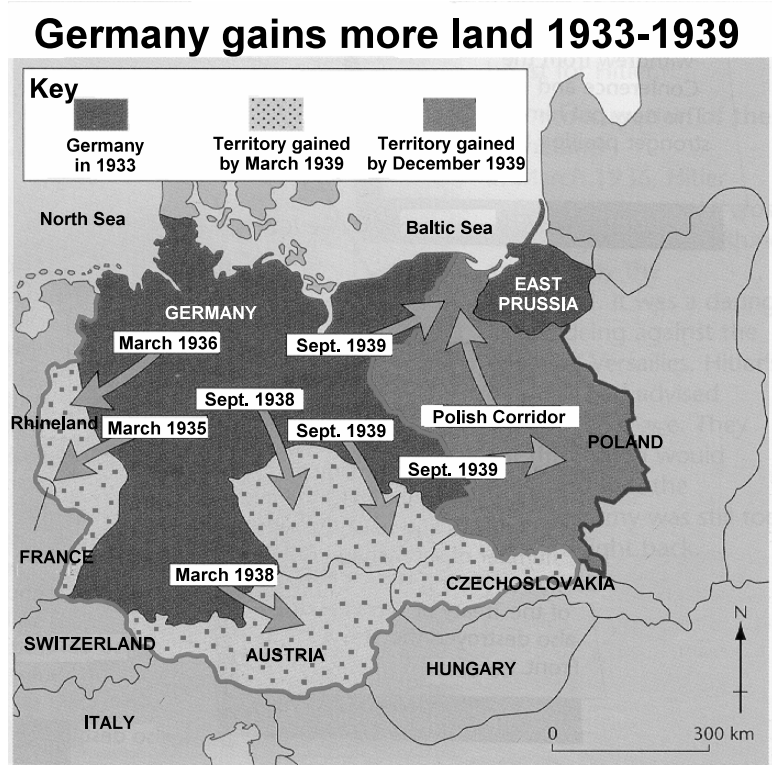 Germany gains more land 1933-1939
Key
Germany
in 1933
Territory gained
by March 1939
Territory gained
by December 1939
North Sea
Baltic Sea
EAST
PRUSSIA
GERMANY
March 1936
Sept. 1939
Sept. 1938
Rhineland
March 1935
Sept. 1939
Polish Corridor
POLAND
Sept. 1939
FRANCE
March 1938
CZECHOSLOVAKIA
SWITZERLAND
AUSTRIA
HUNGARY
ITALY
N
0
300 km